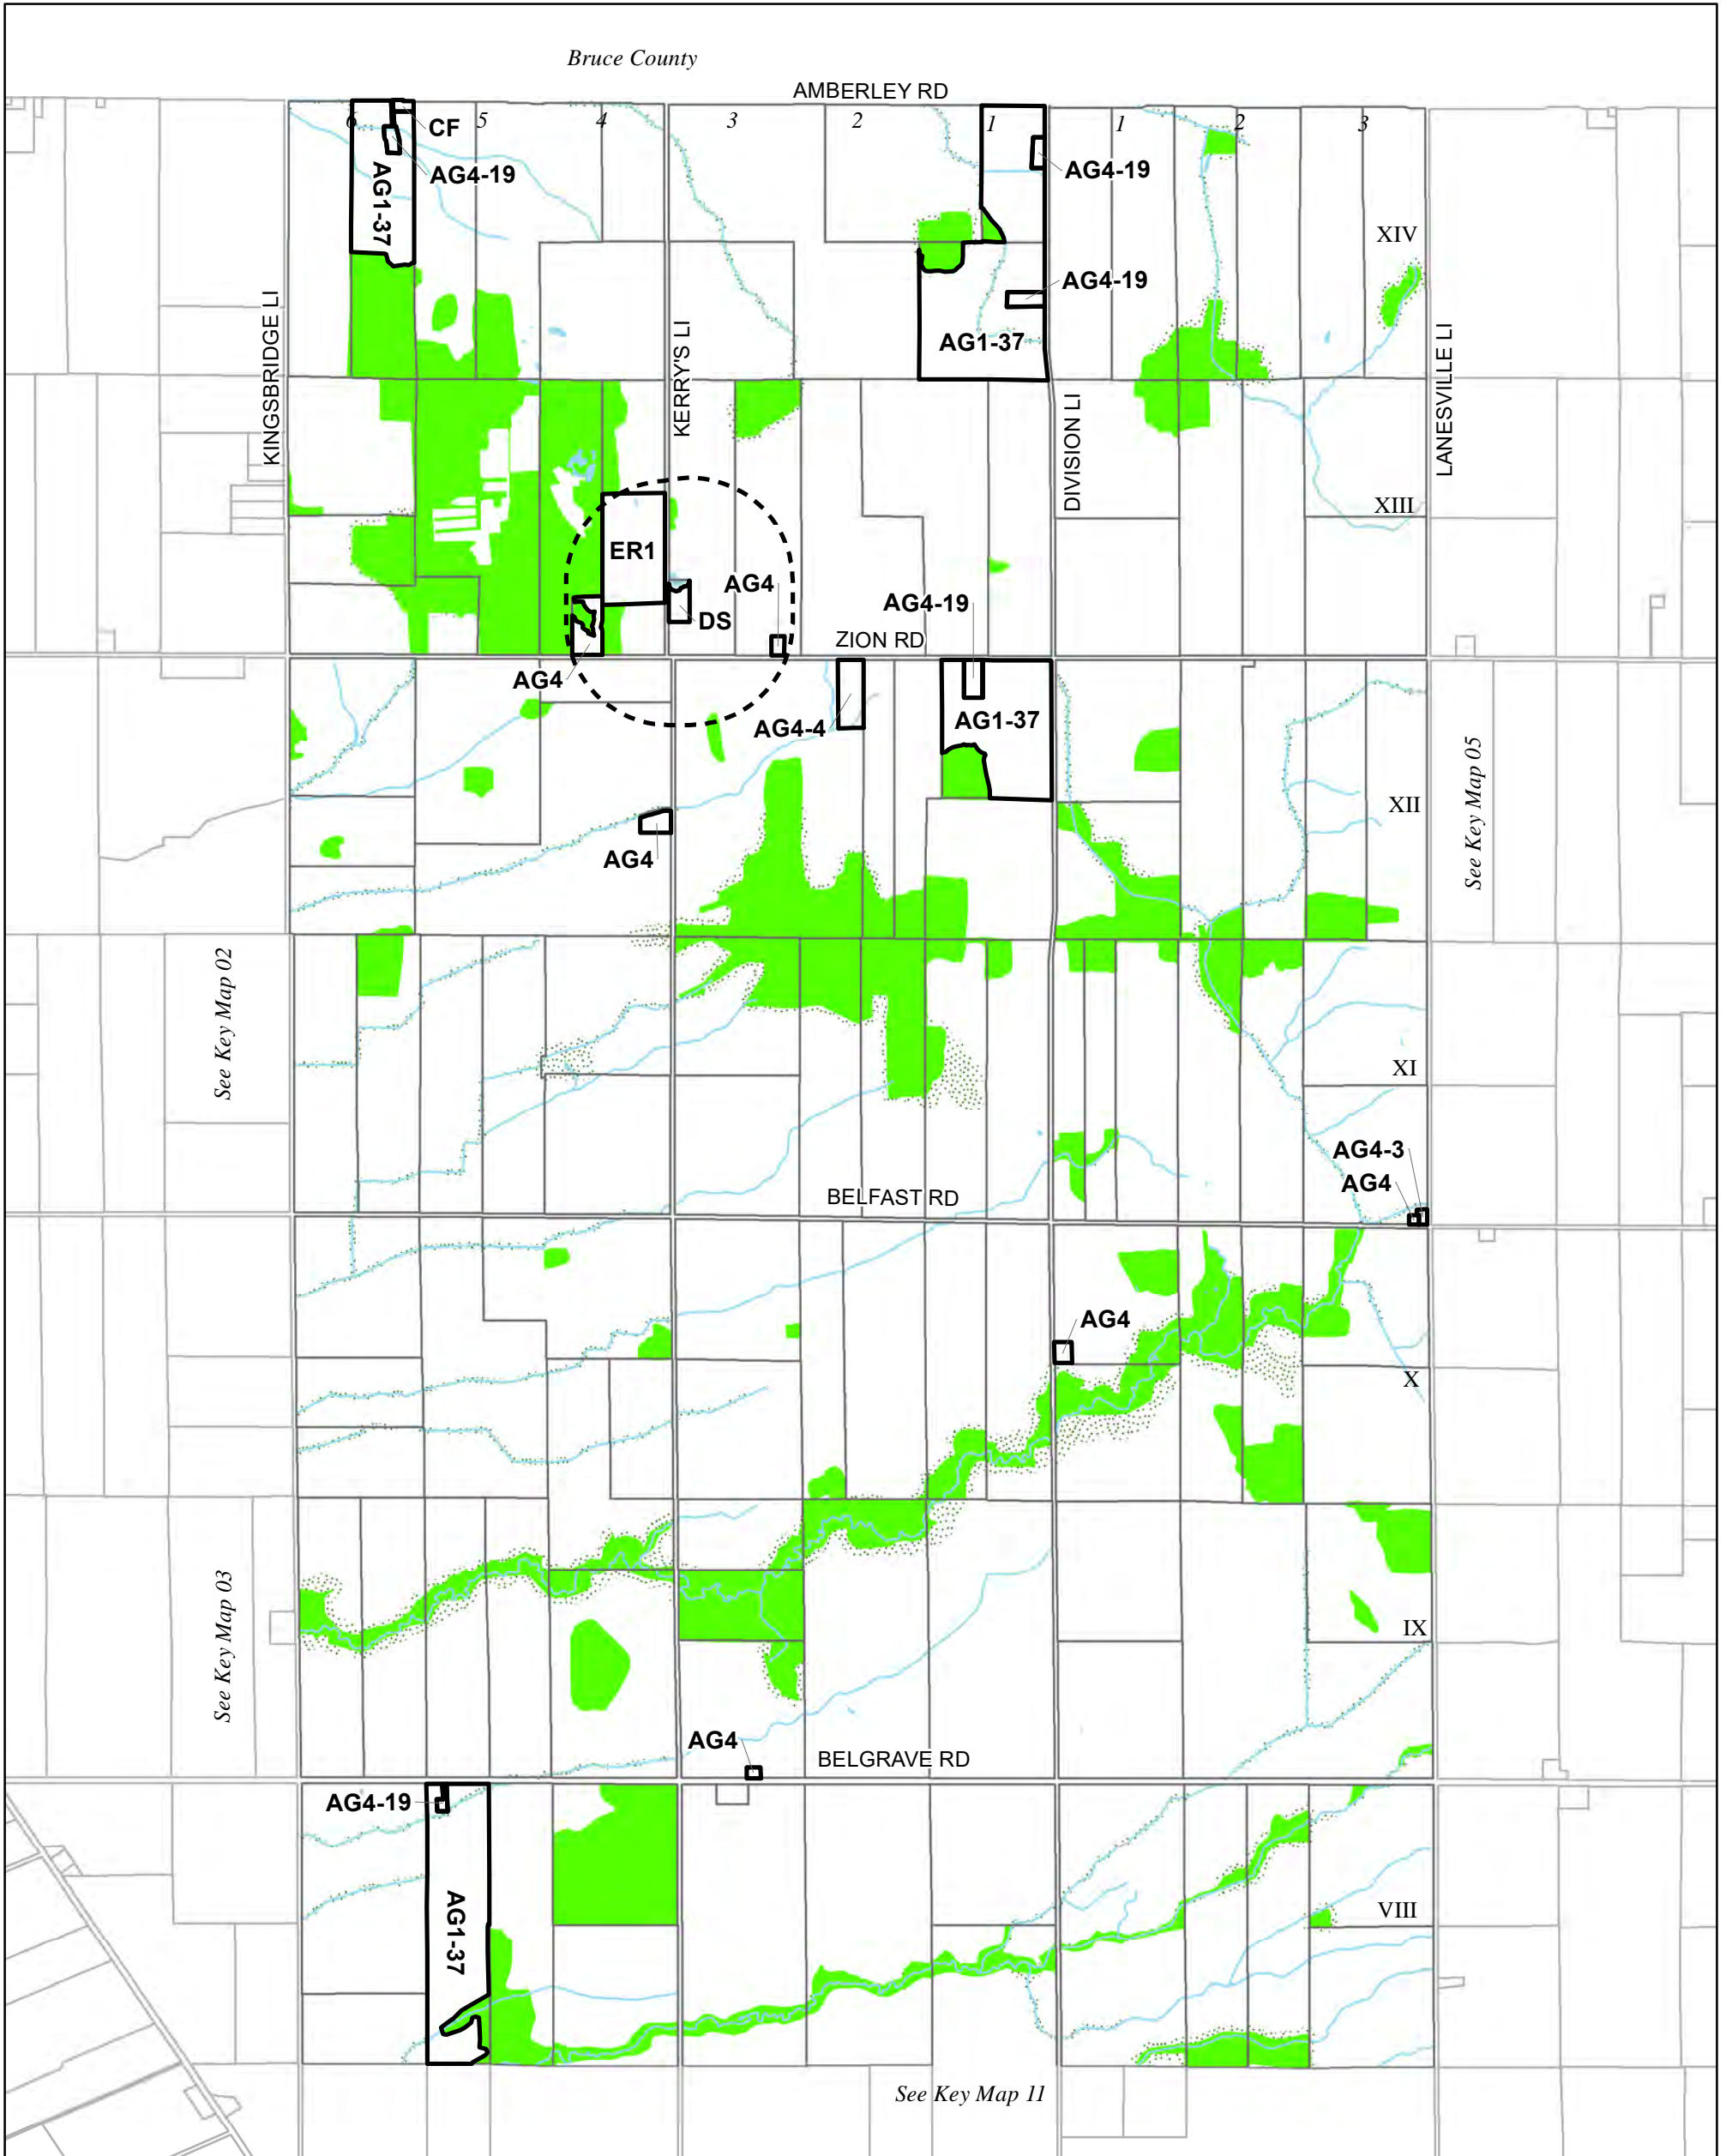 Bruce County
AMBERLEY RD
6
5
4
3
2
1
1
2
3
CF
AG4-19
AG1-37
AG4-19
XIV
AG4-19
AG1-37
KINGSBRIDGE LI
KERRY'S LI
DIVISION LI
LANESVILLE LI
XIII
ER1
AG4
DS
AG4-19
ZION RD
AG4
AG4-4
AG1-37
XII
See Key Map 05
AG4
See Key Map 02
XI
AG4-3
AG4
BELFAST RD
AG4
X
See Key Map 03
IX
AG4
BELGRAVE RD
AG4-19
AG1-37
VIII
See Key Map 11